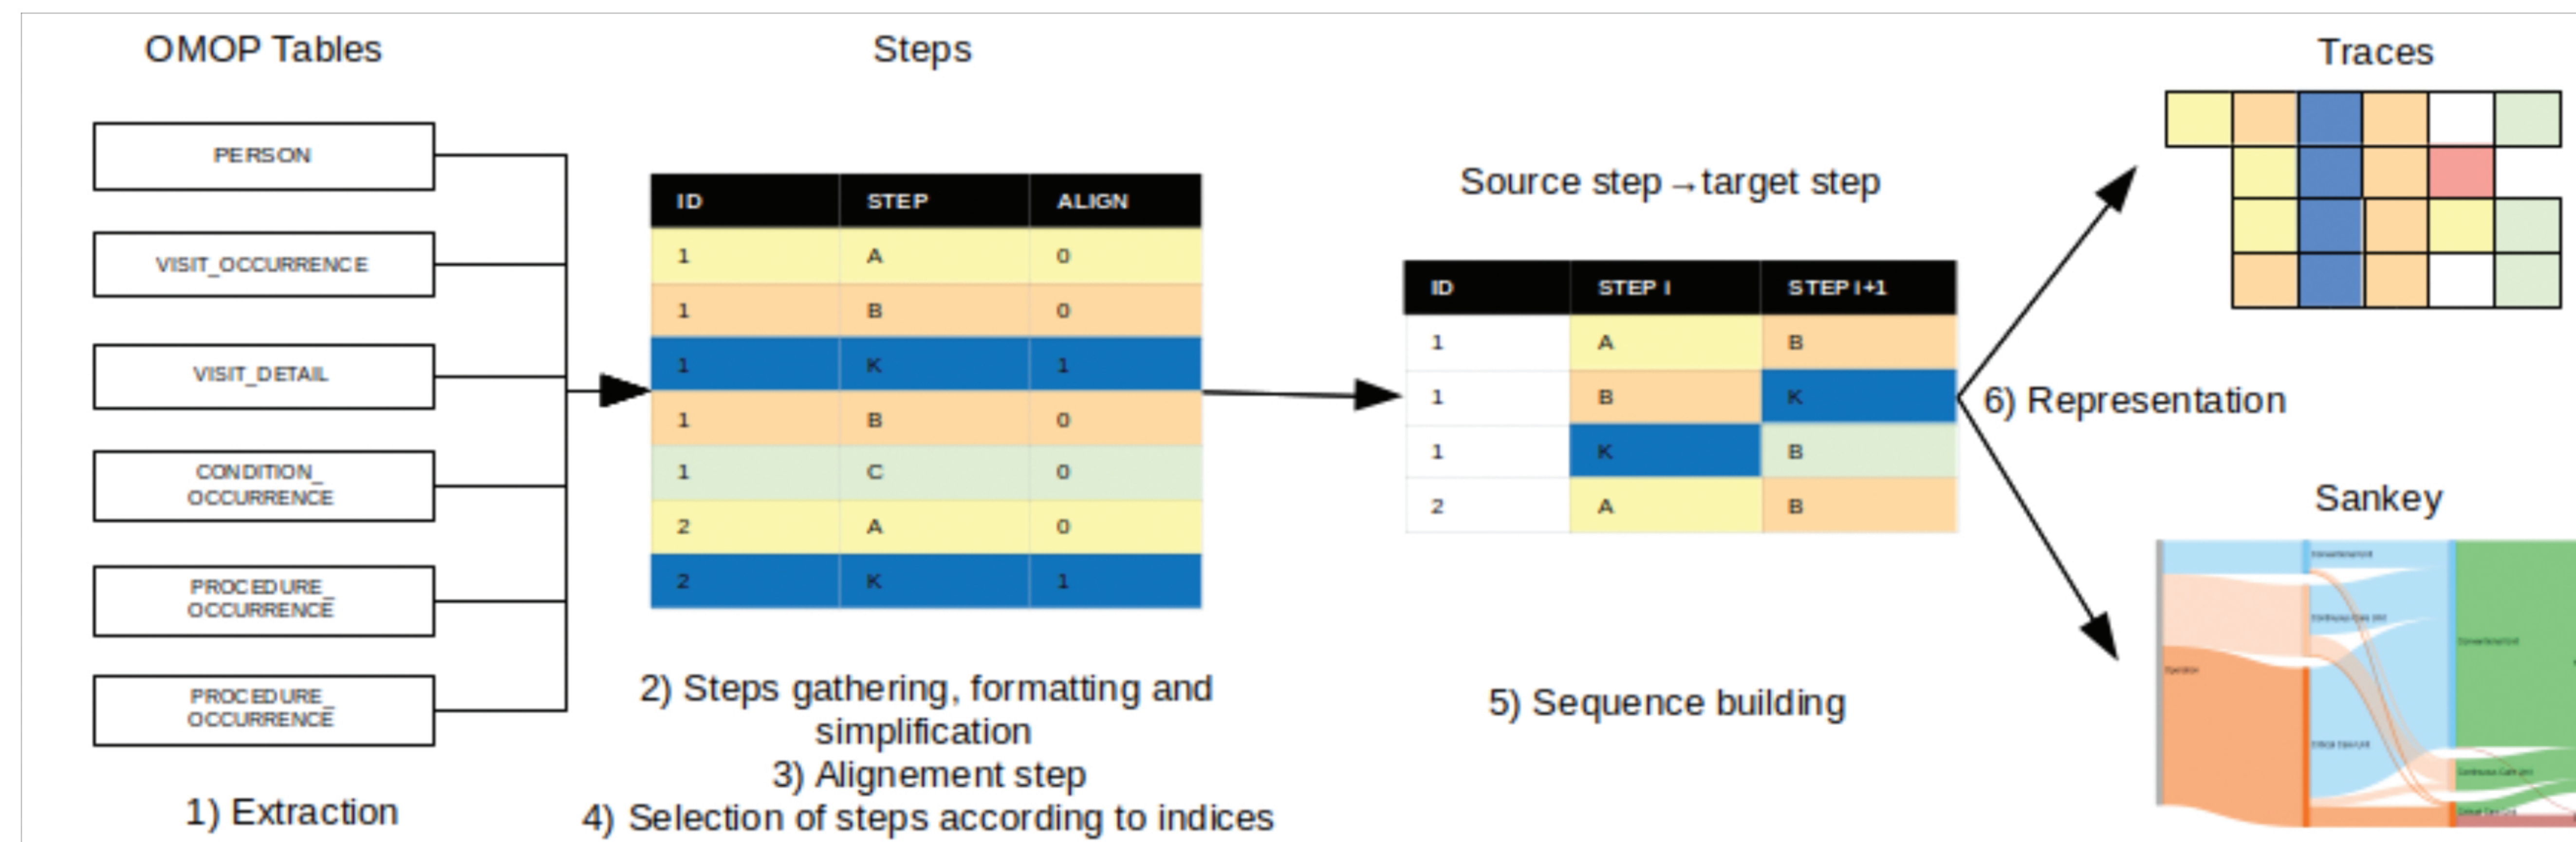 OMOP Tables
Steps
Traces
PERSON
VISIT_OCCURRENCE
VISIT_DETAIL
CONDITION_
OCCURRENCE
PROCEDURE_
OCCURRENCE
PROCEDURE_
OCCURRENCE
1) Extraction
ID STEP ALIGN
1 A 0
1 B 0
1 K 1
1 B 0
1 C 0
2 A 0
2 K 1
2) Steps gathering, formatting and
simplification
3) Alignement step
4) Selection of steps according to indices
Source step→target step
ID STEP i STEP i+1
1 A B
1 B K
1 K B
2 A B
5) Sequence building
6) Representation
Sankey